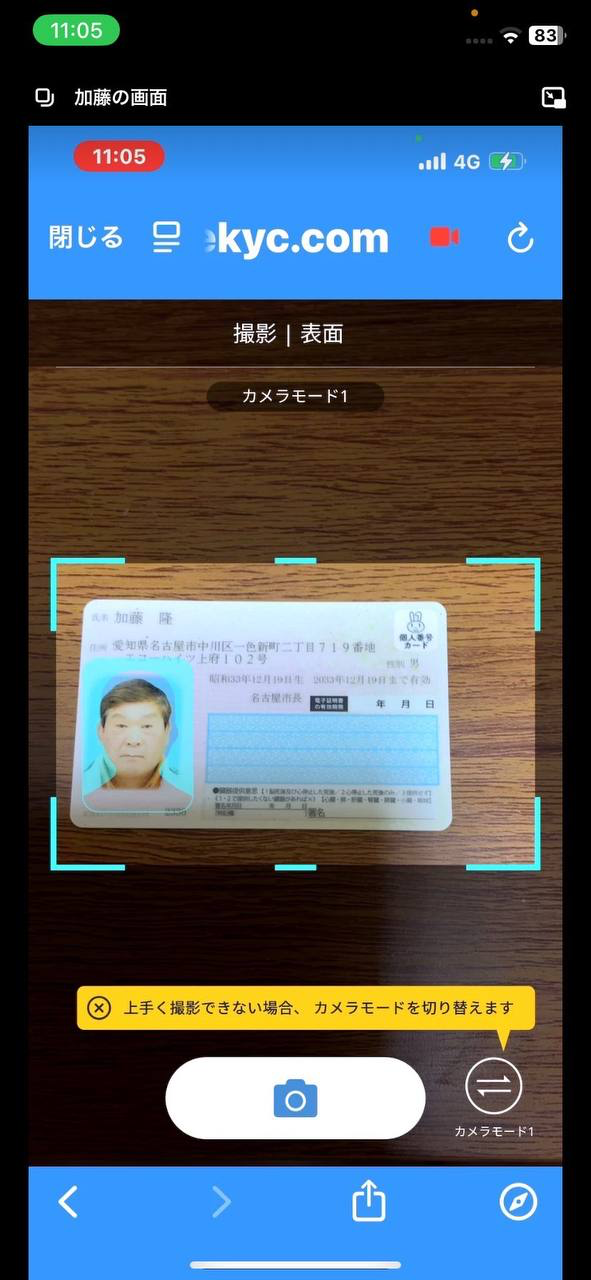 11:05
83
加藤の画面
11:05
4G
閉じる
ekyc.com
撮影 | 表面
カメラモード1
氏名 加藤 隆
個人番号
カード
住所 愛知県名古屋市中川区一色新町二丁目719番地
エコーハイツ上府102号
性別 男
昭和33年12月19日生 2033年12月19日まで有効
名古屋市長
電子証明書
の有効期限
年 月 日
署名
上手く撮影できない場合、 カメラモードを切り替えます
カメラモード1